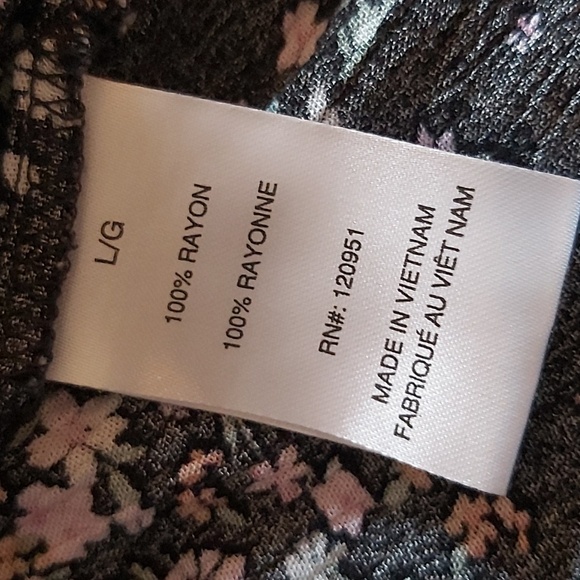 L/G
100% RAYON
100% RAYONNE
RN#: 120951
MADE IN VIETNAM
FABRIQUÉ AU VIÊT NAM